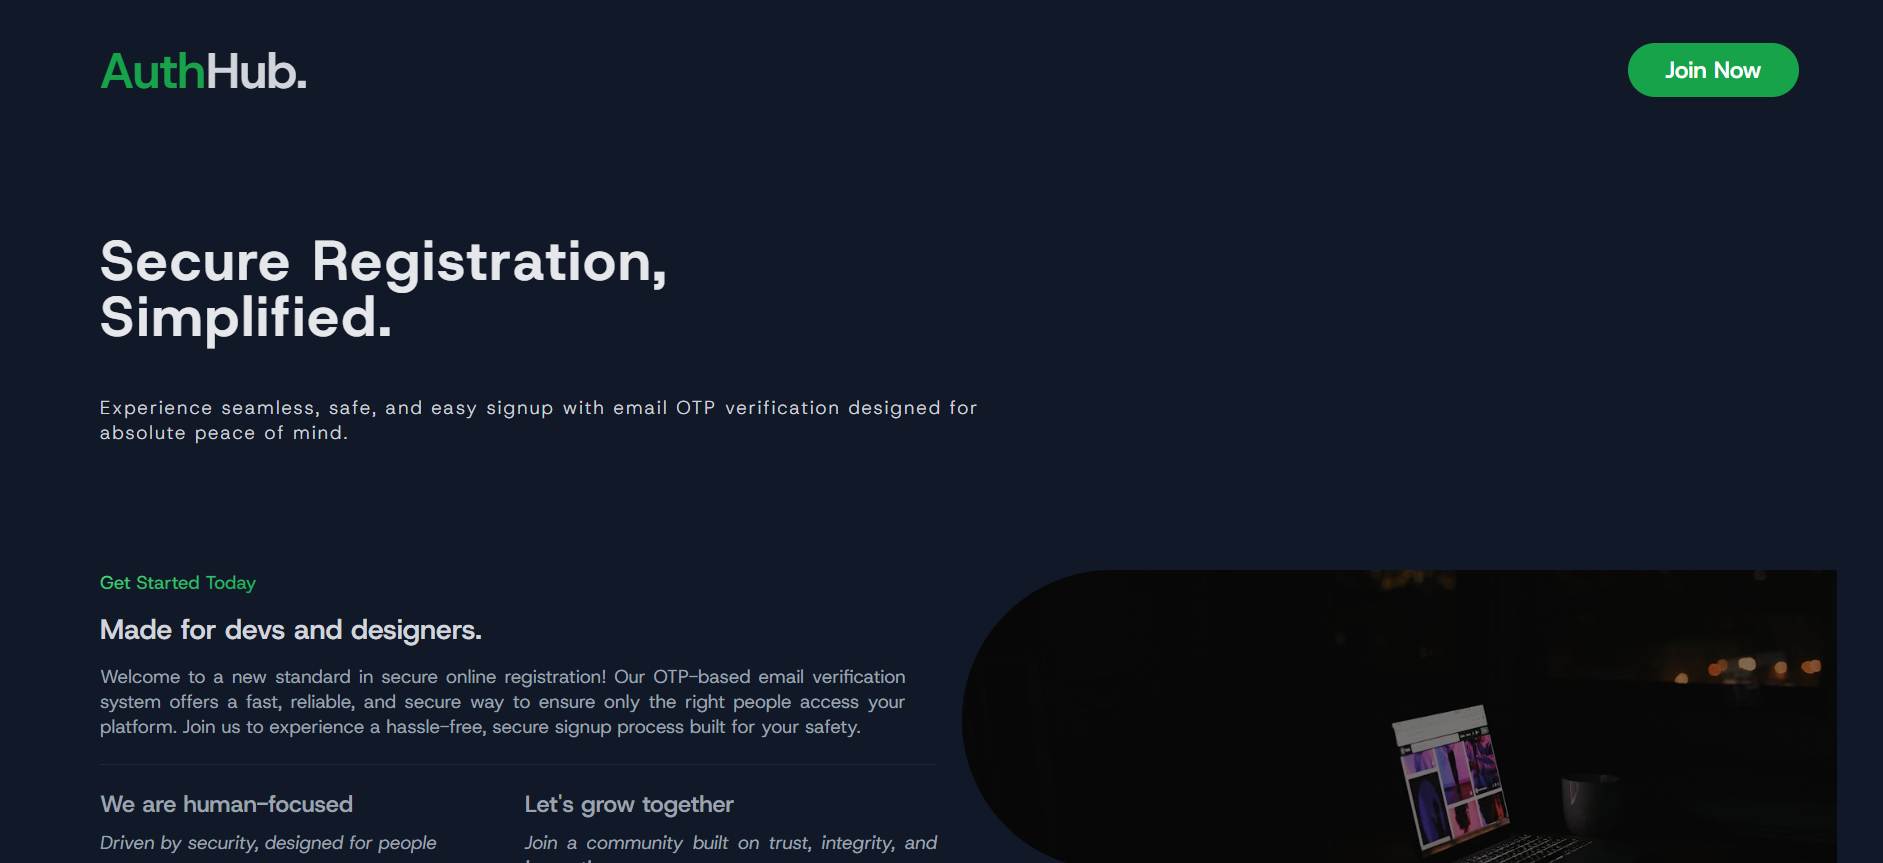 AuthHub.
Join Now
Secure Registration,
Simplified.
Experience seamless, safe, and easy signup with email OTP verification designed for
absolute peace of mind.
Get Started Today
Made for devs and designers.
Welcome to a new standard in secure online registration! Our OTP-based email verification
system offers a fast, reliable, and secure way to ensure only the right people access your
platform. Join us to experience a hassle-free, secure signup process built for your safety.
We are human-focused
Driven by security, designed for people
Let's grow together
Join a community built on trust, integrity, and